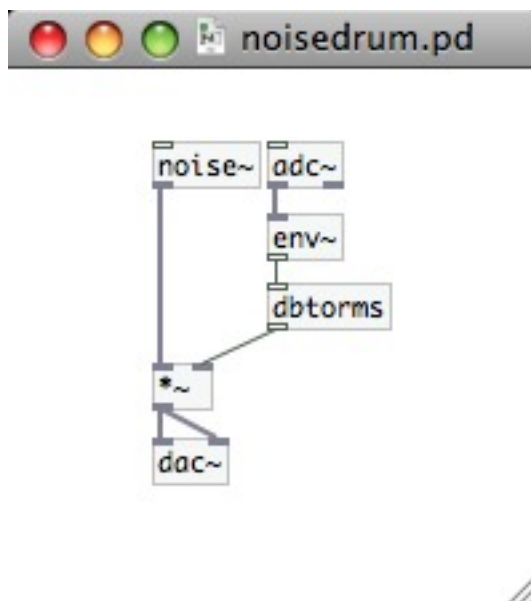 noisedrum.pd
noise~ adc~
env~
dbtorms
*~
dac~